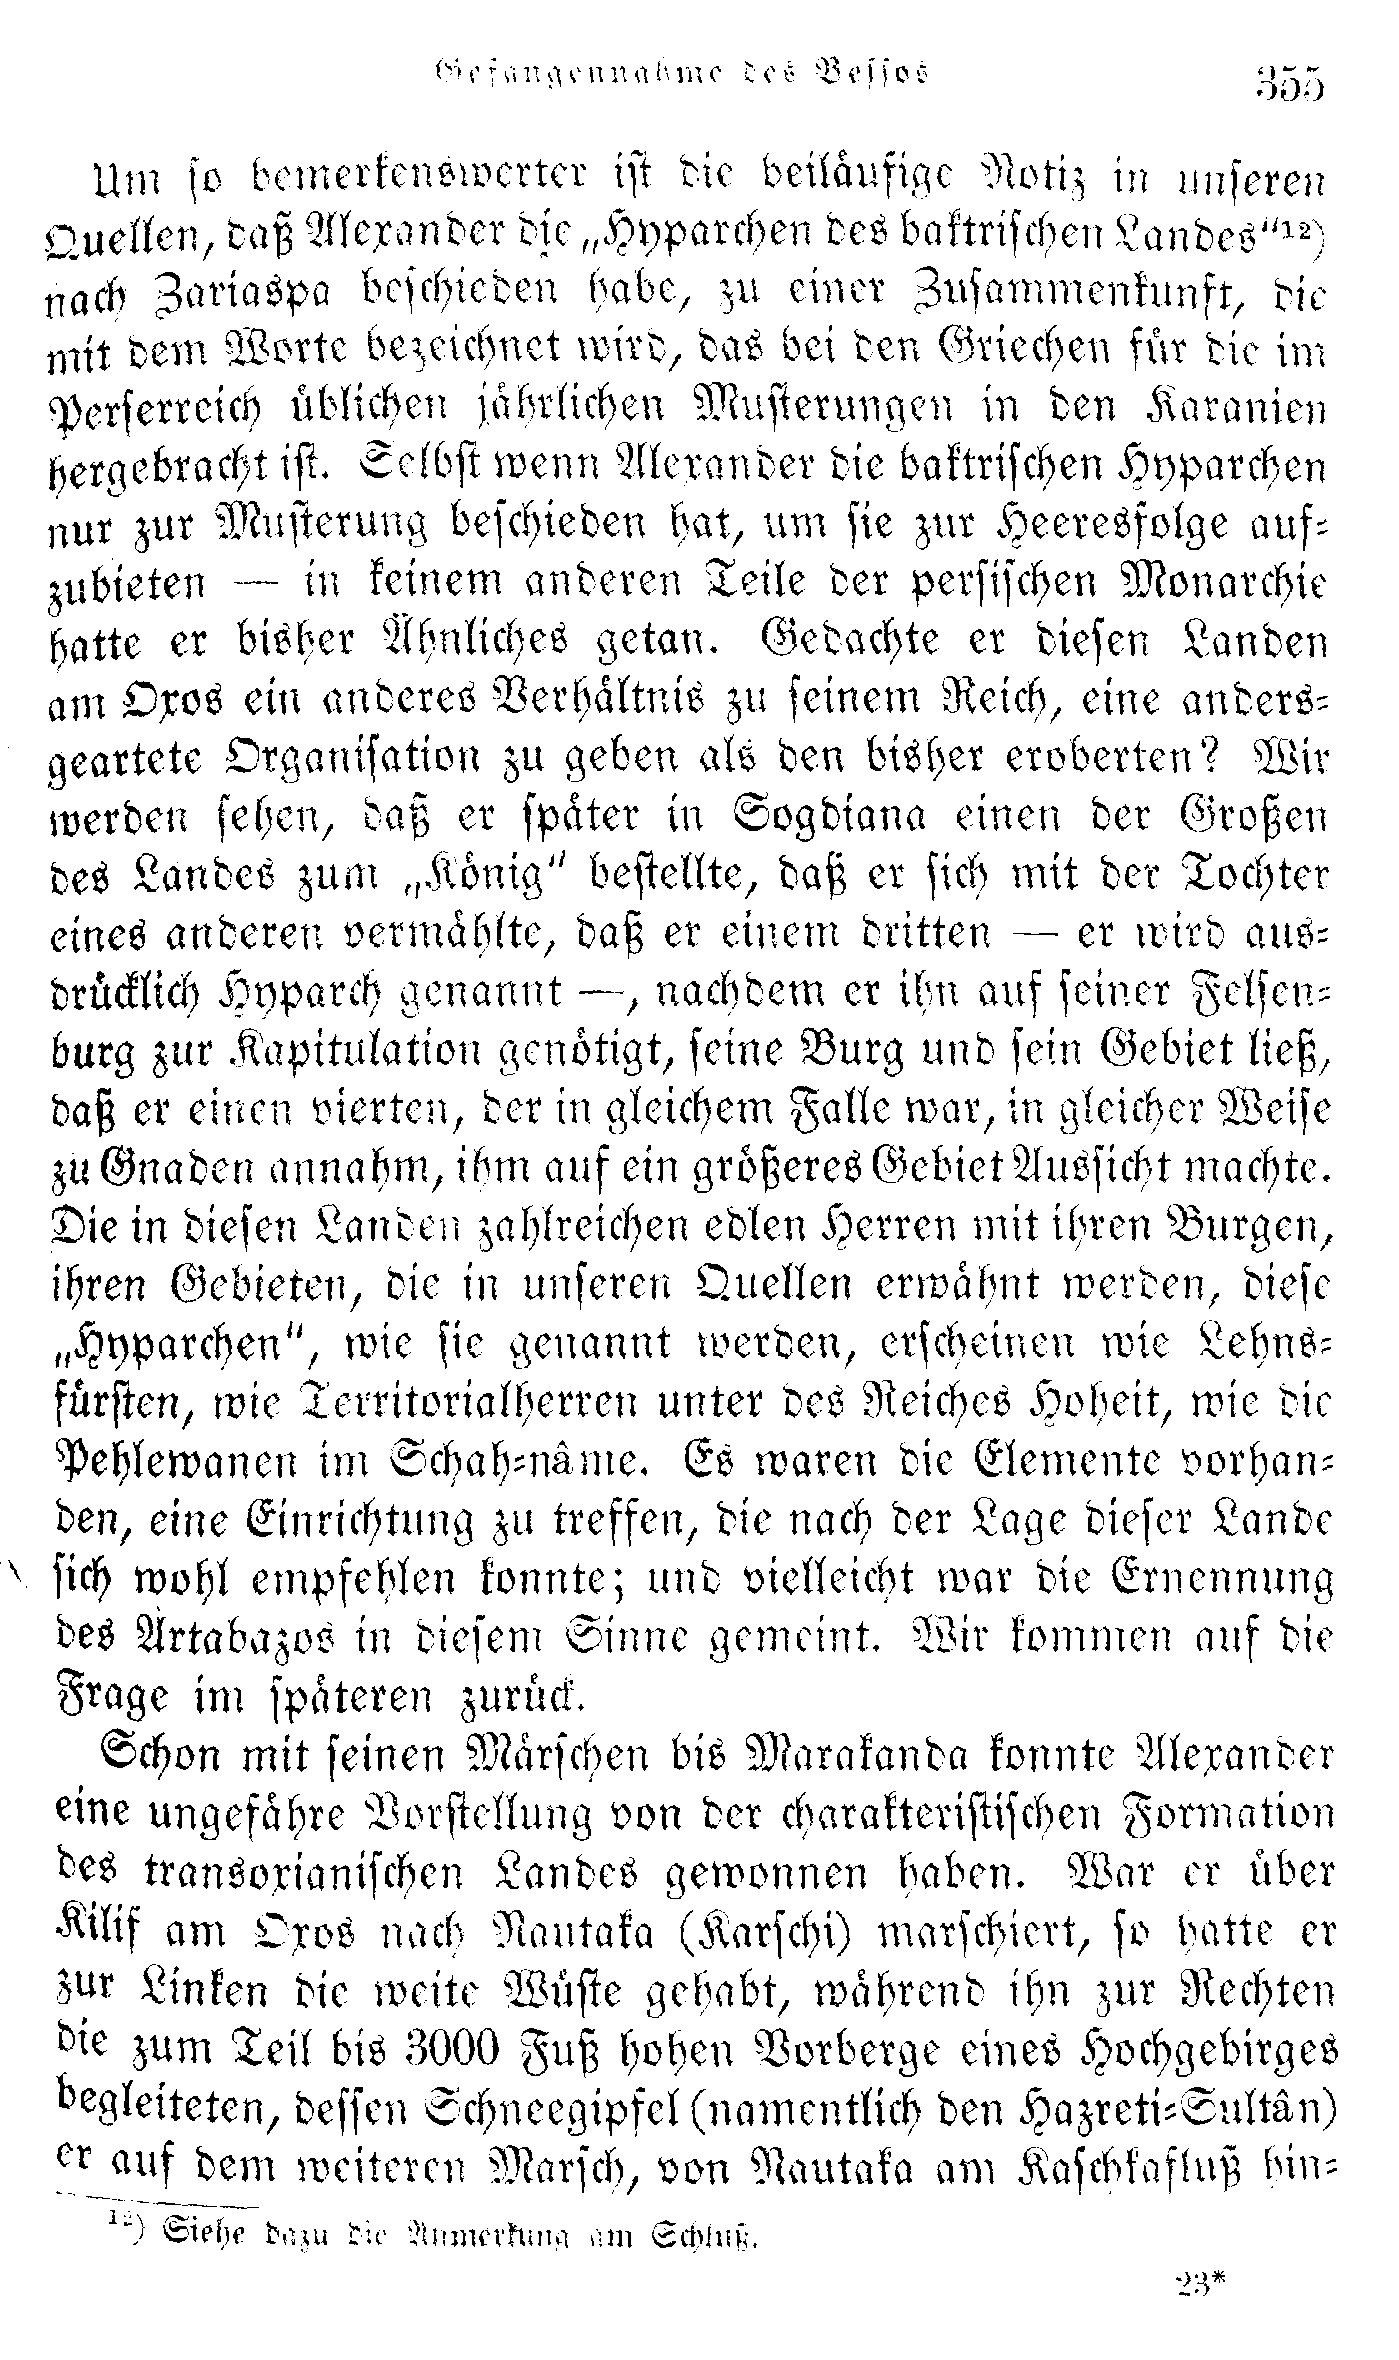 Gefangennahme des Bessos
355
Um so bemerkenswerter ist die beiläufige Notiz in unseren
Quellen, daß Alexander die „Hyparchen des baktrischen Landes“¹²)
nach Zariaspa beschieden habe, zu einer Zusammenkunft, die
mit dem Worte bezeichnet wird, das bei den Griechen für die im
Perserreich üblichen jährlichen Musterungen in den Karanien
hergebracht ist. Selbst wenn Alexander die baktrischen Hyparchen
nur zur Musterung beschieden hat, um sie zur Heeresfolge auf-
zubieten — in keinem anderen Teile der persischen Monarchie
hatte er bisher Ähnliches getan. Gedachte er diesen Landen
am Oxos ein anderes Verhältnis zu seinem Reich, eine anders-
geartete Organisation zu geben als den bisher eroberten? Wir
werden sehen, daß er später in Sogdiana einen der Großen
des Landes zum „König“ bestellte, daß er sich mit der Tochter
eines anderen vermählte, daß er einem dritten — er wird aus-
drücklich Hyparch genannt —, nachdem er ihn auf seiner Felsen-
burg zur Kapitulation genötigt, seine Burg und sein Gebiet ließ,
daß er einen vierten, der in gleichem Falle war, in gleicher Weise
zu Gnaden annahm, ihm auf ein größeres Gebiet Aussicht machte.
Die in diesen Landen zahlreichen edlen Herren mit ihren Burgen,
ihren Gebieten, die in unseren Quellen erwähnt werden, diese
„Hyparchen“, wie sie genannt werden, erscheinen wie Lehns-
fürsten, wie Territorialherren unter des Reiches Hoheit, wie die
Pehlewanen im Schah-nâme. Es waren die Elemente vorhan-
den, eine Einrichtung zu treffen, die nach der Lage dieser Lande
sich wohl empfehlen konnte; und vielleicht war die Ernennung
des Artabazos in diesem Sinne gemeint. Wir kommen auf die
Frage im späteren zurück.
Schon mit seinen Märschen bis Marakanda konnte Alexander
eine ungefähre Vorstellung von der charakteristischen Formation
des transoxianischen Landes gewonnen haben. War er über
Kilif am Oxos nach Nautaka (Karschi) marschiert, so hatte er
zur Linken die weite Wüste gehabt, während ihn zur Rechten
die zum Teil bis 3000 Fuß hohen Vorberge eines Hochgebirges
begleiteten, dessen Schneegipfel (namentlich den Hazreti-Sultân)
er auf dem weiteren Marsch, von Nautaka am Kaschkafluß hin-
¹²) Siehe dazu die Anmerkung am Schluß.
23*